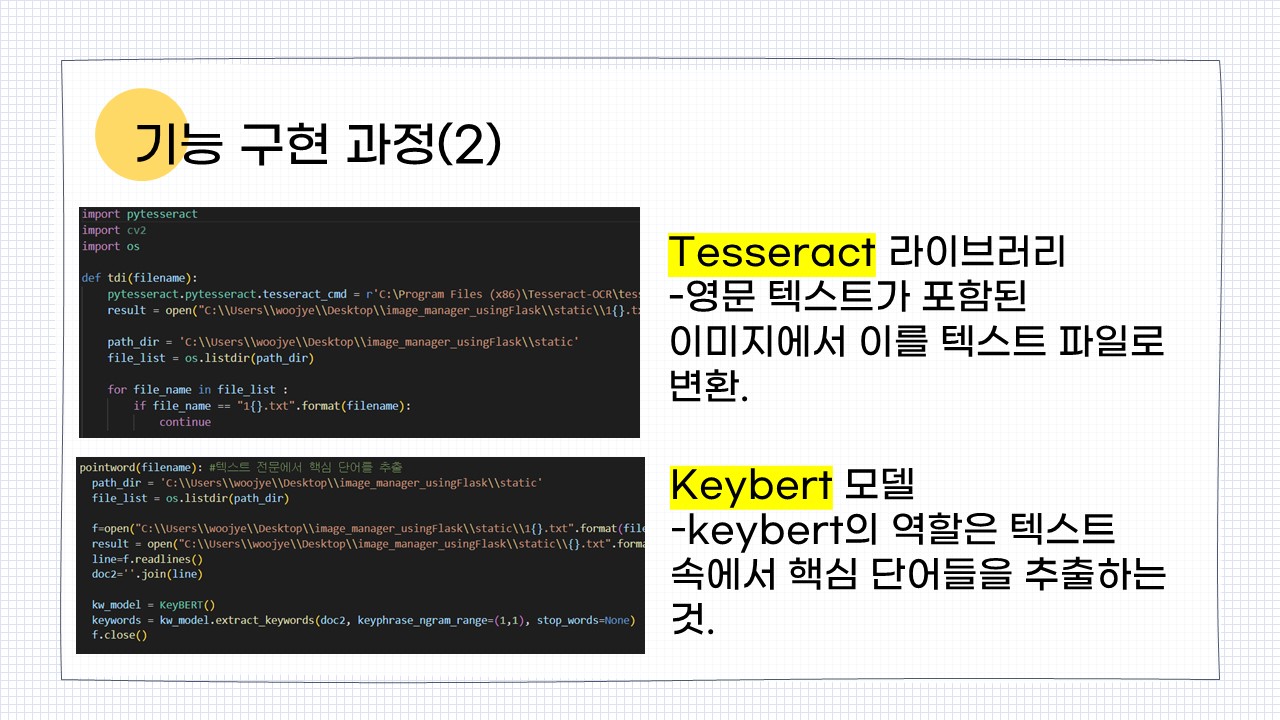 기능 구현 과정(2)
import pytesseract
import cv2
import os
def tdi(filename):
pytesseract.pytesseract.tesseract_cmd = r'C:\Program Files (x86)\Tesseract-OCR\tes
result = open("C:\\Users\\woojye\\Desktop\\image_manager_usingFlask\\static\\1{}.t
path_dir = 'C:\\Users\\woojye\\Desktop\\image_manager_usingFlask\\static'
file_list = os.listdir(path_dir)
for file_name in file_list :
if file_name == "1{}.txt".format(filename):
continue
Tesseract 라이브러리
-영문 텍스트가 포함된
이미지에서 이를 텍스트 파일로
변환.
pointword(filename): #텍스트 전문에서 핵심 단어를 추출
path_dir = 'C:\\Users\\woojye\\Desktop\\image_manager_usingFlask\\static'
file_list = os.listdir(path_dir)
f=open("C:\\Users\\woojye\\Desktop\\image_manager_usingFlask\\static\\1{}.txt".format(file
result = open("C:\\Users\\woojye\\Desktop\\image_manager_usingFlask\\static\\{}.txt".forma
line=f.readlines()
doc2=''.join(line)
kw_model = KeyBERT()
keywords = kw_model.extract_keywords(doc2, keyphrase_ngram_range=(1,1), stop_words=None)
f.close()
Keybert 모델
-keybert의 역할은 텍스트
속에서 핵심 단어들을 추출하는
것.